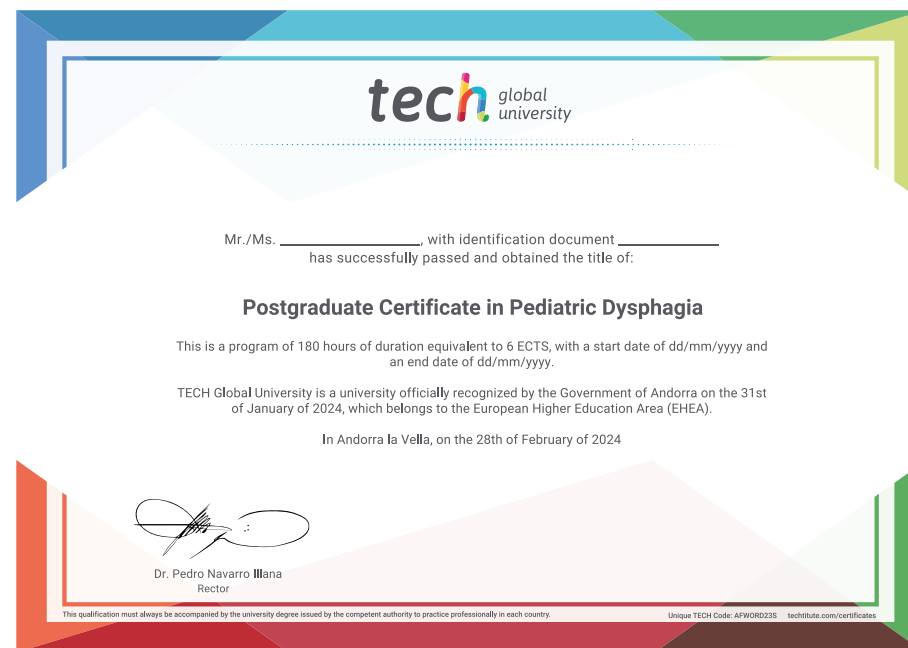 tech global
university
Mr./Ms. ____________________, with identification document ______________
has successfully passed and obtained the title of:
Postgraduate Certificate in Pediatric Dysphagia
This is a program of 180 hours of duration equivalent to 6 ECTS, with a start date of dd/mm/yyyy and
an end date of dd/mm/yyyy.
TECH Global University is a university officially recognized by the Government of Andorra on the 31st
of January of 2024, which belongs to the European Higher Education Area (EHEA).
In Andorra la Vella, on the 28th of February of 2024
Dr. Pedro Navarro Illana
Rector
This qualification must always be accompanied by the university degree issued by the competent authority to practice professionally in each country.
Unique TECH Code: AFWORD23S techtitute.com/certificates